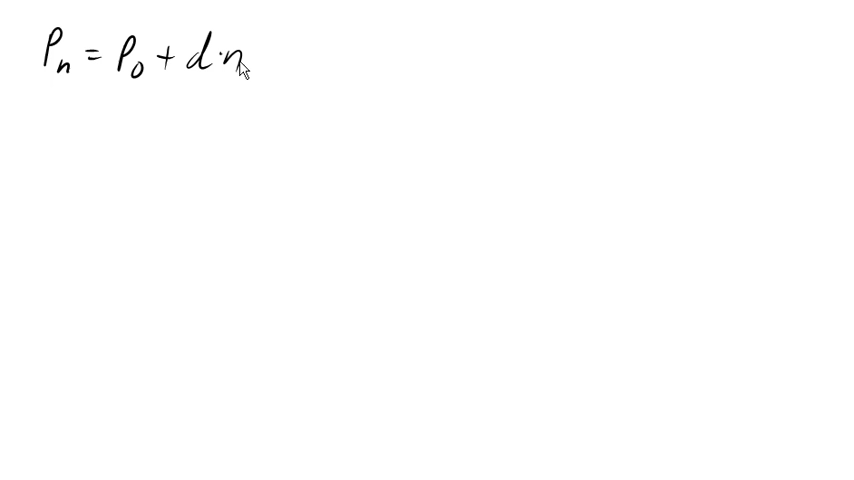 Pₙ = P₀ + d·n